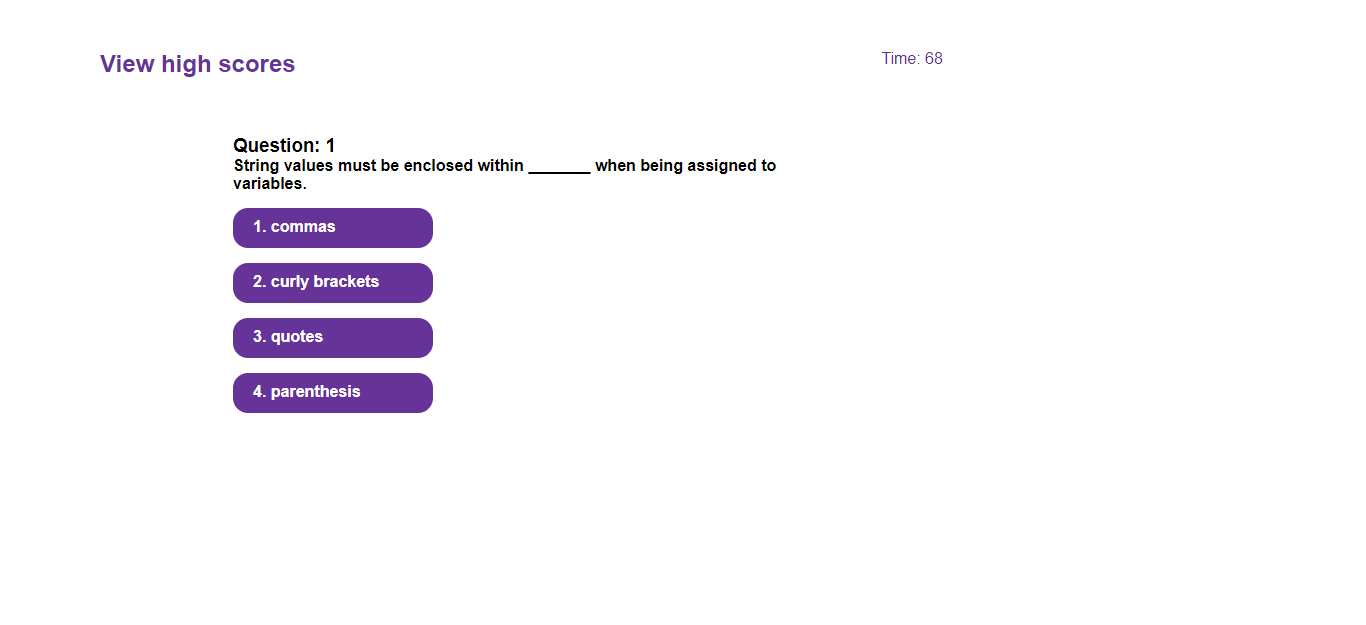 View high scores
Time: 68
Question: 1
String values must be enclosed within _______ when being assigned to
variables.
1. commas
2. curly brackets
3. quotes
4. parenthesis